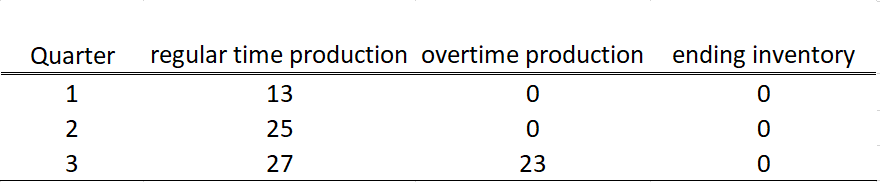 Quarter regular time production overtime production ending inventory
1 13 0 0
2 25 0 0
3 27 23 0